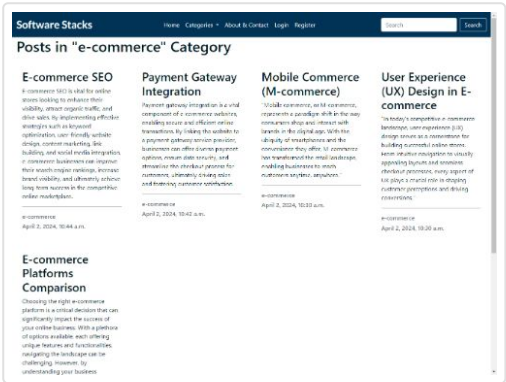 Software Stacks
Home Categories About & Contact Login Register
Search
Search
Posts in "e-commerce" Category
E-commerce SEO
E-commerce SEO is vital for online
stores looking to enhance their
visibility, attract organic traffic, and
drive sales. By implementing effective
strategies such as keyword
optimization, user-friendly website
design, content marketing, link
building, and social media integration,
e-commerce businesses can improve
their search engine rankings, increase
brand visibility, and ultimately achieve
long-term success in the competitive
online marketplace.
e-commerce
April 2, 2024, 10:44 a.m.
Payment Gateway
Integration
Payment gateway integration is a vital
component of e-commerce websites,
enabling secure and efficient online
transactions. By linking the website to
a payment gateway service provider,
businesses can offer diverse payment
options, ensure data security, and
streamline the checkout process for
customers, ultimately driving sales
and fostering customer satisfaction.
e-commerce
April 2, 2024, 10:42 a.m.
Mobile Commerce
(M-commerce)
"Mobile commerce, or M-commerce,
represents a paradigm shift in the way
consumers shop and interact with
brands in the digital age. With the
ubiquity of smartphones and the
convenience they offer, M-commerce
has transformed the retail landscape,
enabling businesses to reach
customers anytime, anywhere."
e-commerce
April 2, 2024, 10:33 a.m.
User Experience
(UX) Design in E-
commerce
"In today's competitive e-commerce
landscape, user experience (UX)
design serves as a cornerstone for
building successful online stores.
From intuitive navigation to visually
appealing layouts and seamless
checkout processes, every aspect of
UX plays a crucial role in shaping
customer perceptions and driving
conversions."
e-commerce
April 2, 2024, 10:30 a.m.
E-commerce
Platforms
Comparison
Choosing the right e-commerce
platform is a critical decision that can
significantly impact the success of
your online business. With a plethora
of options available, each offering
unique features and functionalities,
navigating the landscape can be
challenging. However, by
understanding your business